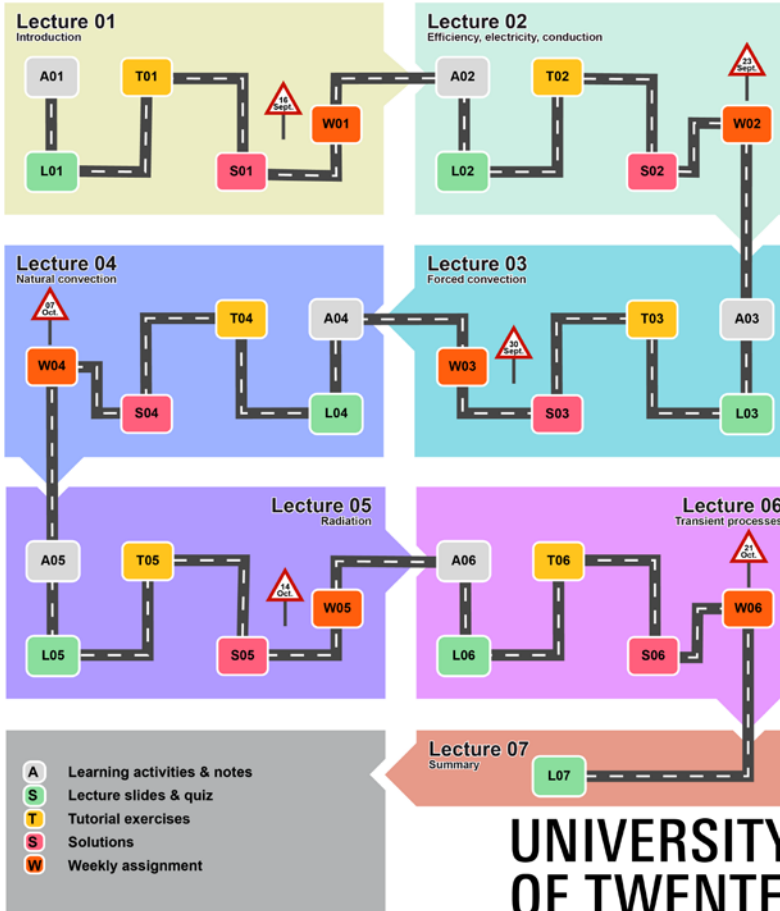 Lecture 01
Introduction
A01
T01
16
Sept.
W01
L01
S01
Lecture 02
Efficiency, electricity, conduction
A02
T02
23
Sept.
W02
L02
S02
Lecture 04
Natural convection
07
Oct.
T04
A04
W04
S04
L04
Lecture 03
Forced convection
T03
A03
W03
30
Sept.
S03
L03
Lecture 05
Radiation
A05
T05
14
Oct.
W05
L05
S05
Lecture 06
Transient processes
A06
T06
21
Oct.
W06
L06
S06
A Learning activities & notes
S Lecture slides & quiz
T Tutorial exercises
S Solutions
W Weekly assignment
Lecture 07
Summary
L07
UNIVERSITY
OF TWENTE